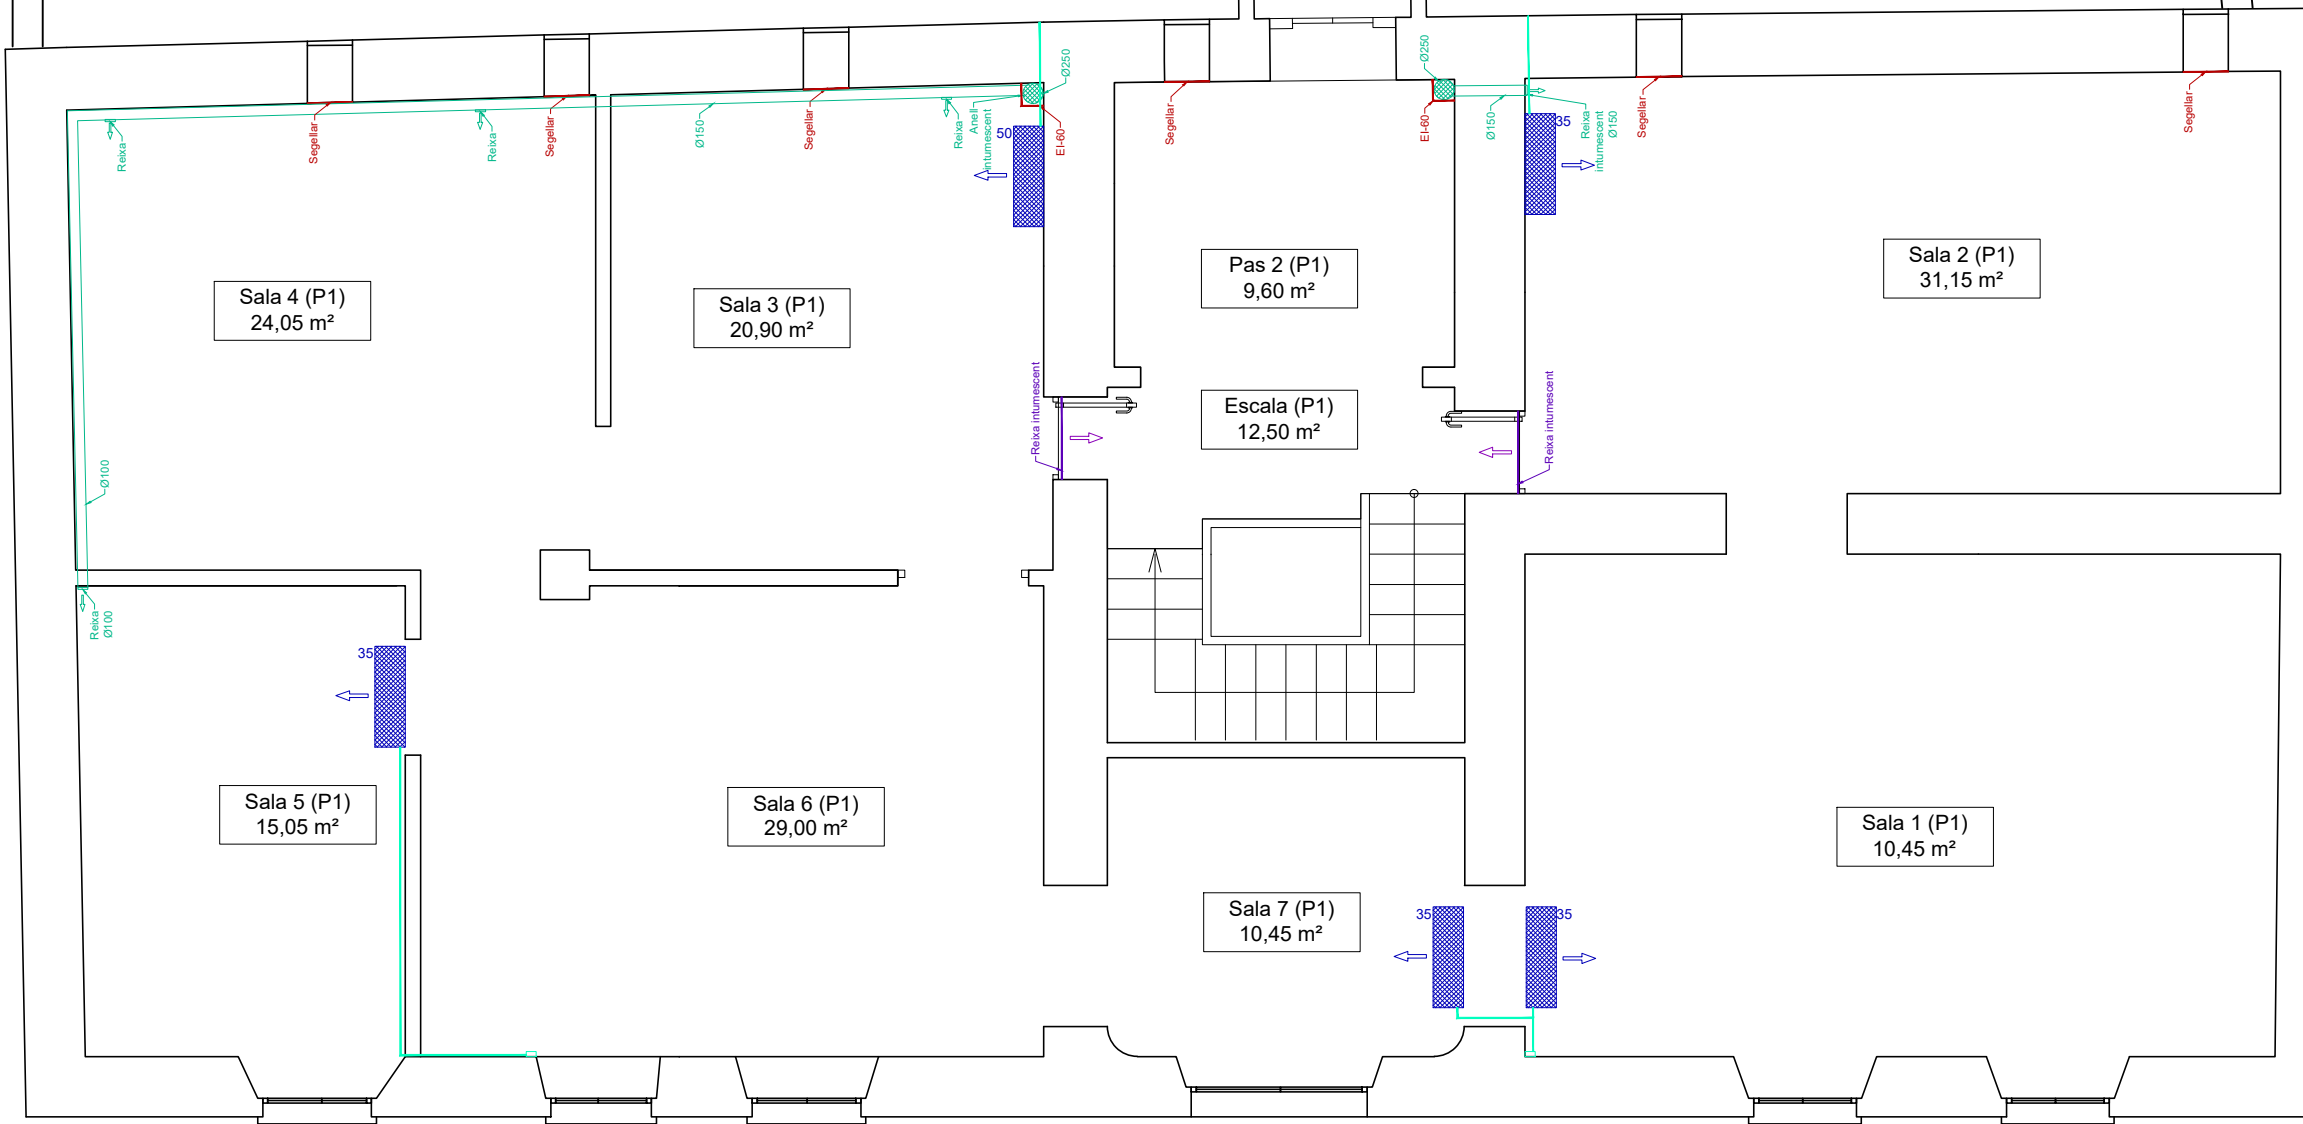 Ø250
Ø250
Reixa
Segellar
Reixa
Segellar
Ø150
Segellar
Reixa
Anell
intumescent
50
EI-60
Segellar
EI-60
Ø150
35
Reixa
intumescent
Ø150
Segellar
Segellar
Sala 4 (P1)
24,05 m²
Sala 3 (P1)
20,90 m²
Pas 2 (P1)
9,60 m²
Sala 2 (P1)
31,15 m²
Reixa intumescent
Escala (P1)
12,50 m²
Reixa intumescent
Ø100
Reixa
Ø100
35
Sala 5 (P1)
15,05 m²
Sala 6 (P1)
29,00 m²
Sala 1 (P1)
10,45 m²
Sala 7 (P1)
10,45 m²
35
35